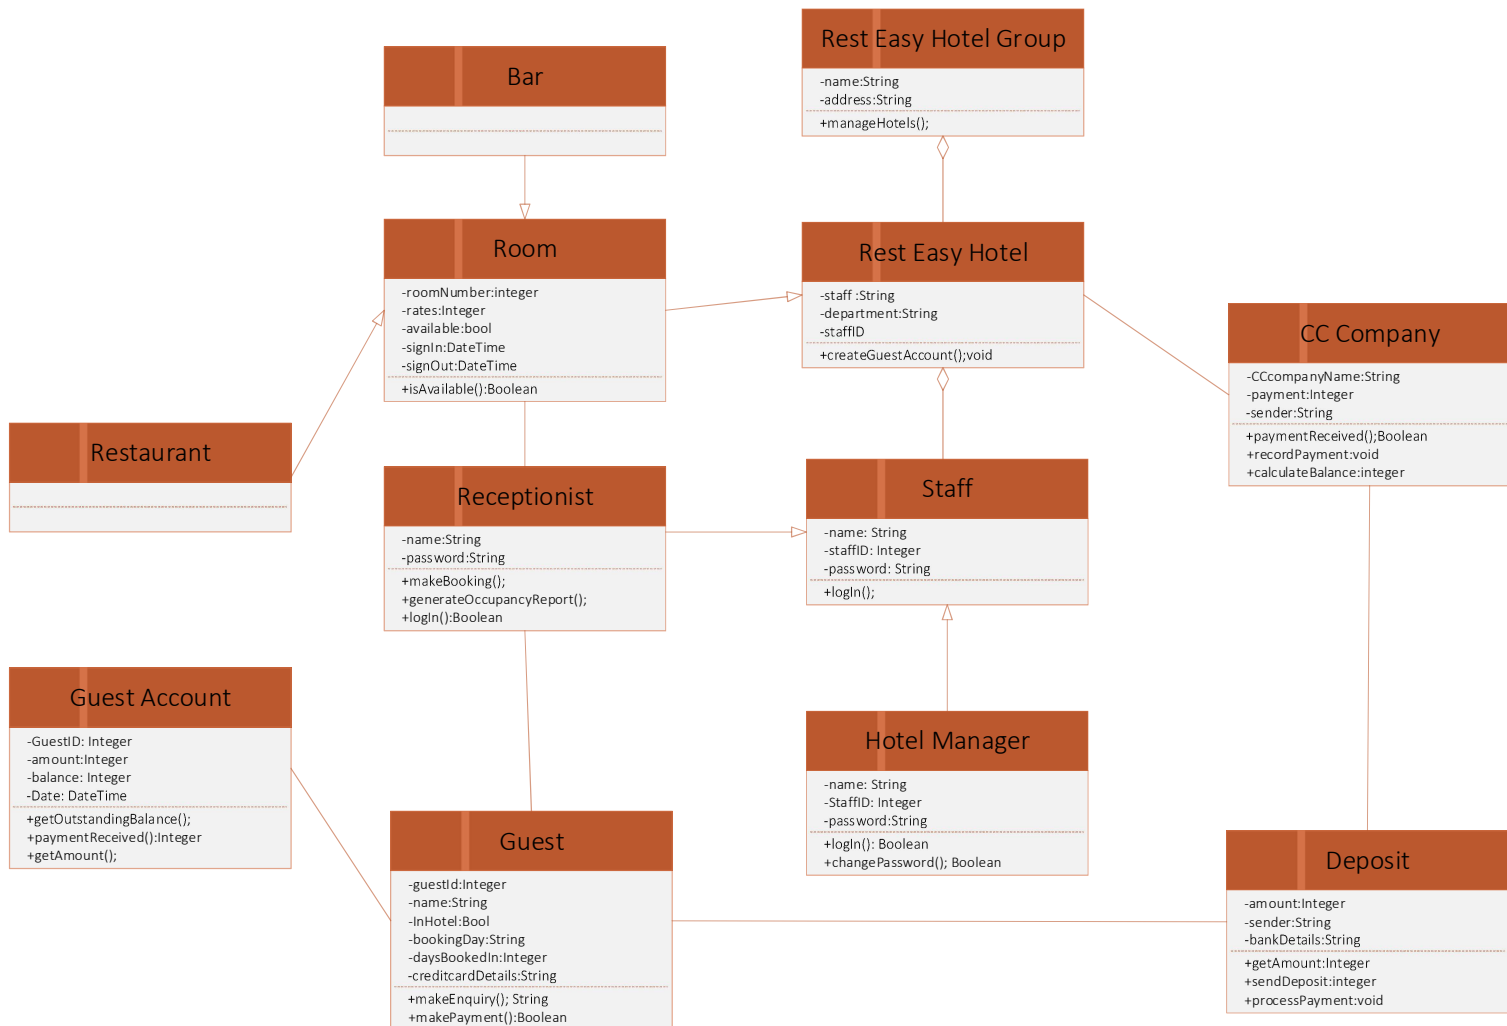 Rest Easy Hotel Group
-name:String
-address:String
+manageHotels();
Bar
Room
-roomNumber:integer
-rates:Integer
-available:bool
-signIn:DateTime
-signOut:DateTime
+isAvailable():Boolean
Rest Easy Hotel
-staff :String
-department:String
-staffID
+createGuestAccount();void
CC Company
-CCcompanyName:String
-payment:Integer
-sender:String
+paymentReceived();Boolean
+recordPayment:void
+calculateBalance:integer
Restaurant
Receptionist
-name:String
-password:String
+makeBooking();
+generateOccupancyReport();
+logIn():Boolean
Staff
-name: String
-staffID: Integer
-password: String
+logIn();
Guest Account
-GuestID: Integer
-amount:Integer
-balance: Integer
-Date: DateTime
+getOutstandingBalance();
+paymentReceived():Integer
+getAmount();
Hotel Manager
-name: String
-StaffID: Integer
-password:String
+logIn(): Boolean
+changePassword(); Boolean
Guest
-guestId:Integer
-name:String
-InHotel:Bool
-bookingDay:String
-daysBookedIn:Integer
-creditcardDetails:String
+makeEnquiry(); String
+makePayment():Boolean
Deposit
-amount:Integer
-sender:String
-bankDetails:String
+getAmount:Integer
+sendDeposit:integer
+processPayment:void